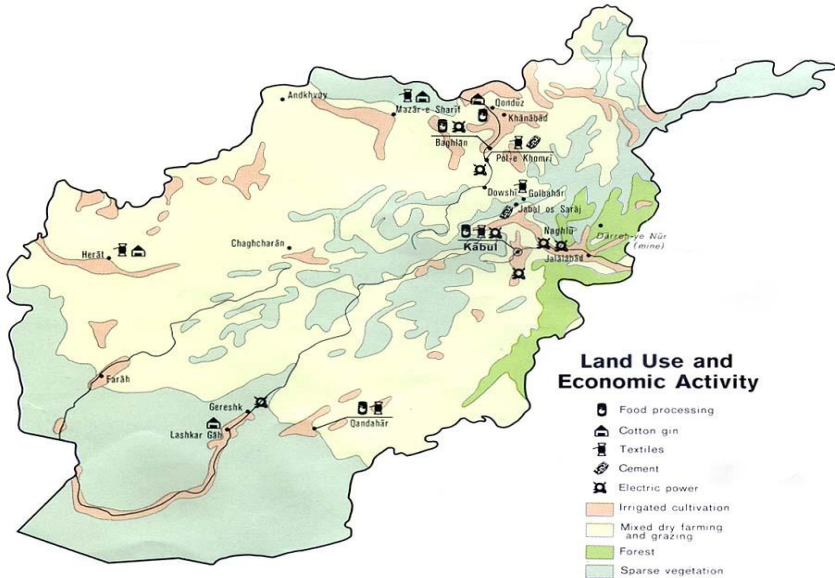 Andkhvoy
Mazār-e Sharīf
Qonduz
Khānābād
Baghlān
Pol-e Khomrī
Dowshī
Golbahār
Jabal os Sarāj
Herāt
Chaghcharān
Kābul
Naghlū
Darreh-ye Nūr
(mine)
Jalālābād
Farāh
Gereshk
Lashkar Gāh
Qandahār
Land Use and
Economic Activity
Food processing
Cotton gin
Textiles
Cement
Electric power
Irrigated cultivation
Mixed dry farming
and grazing
Forest
Sparse vegetation